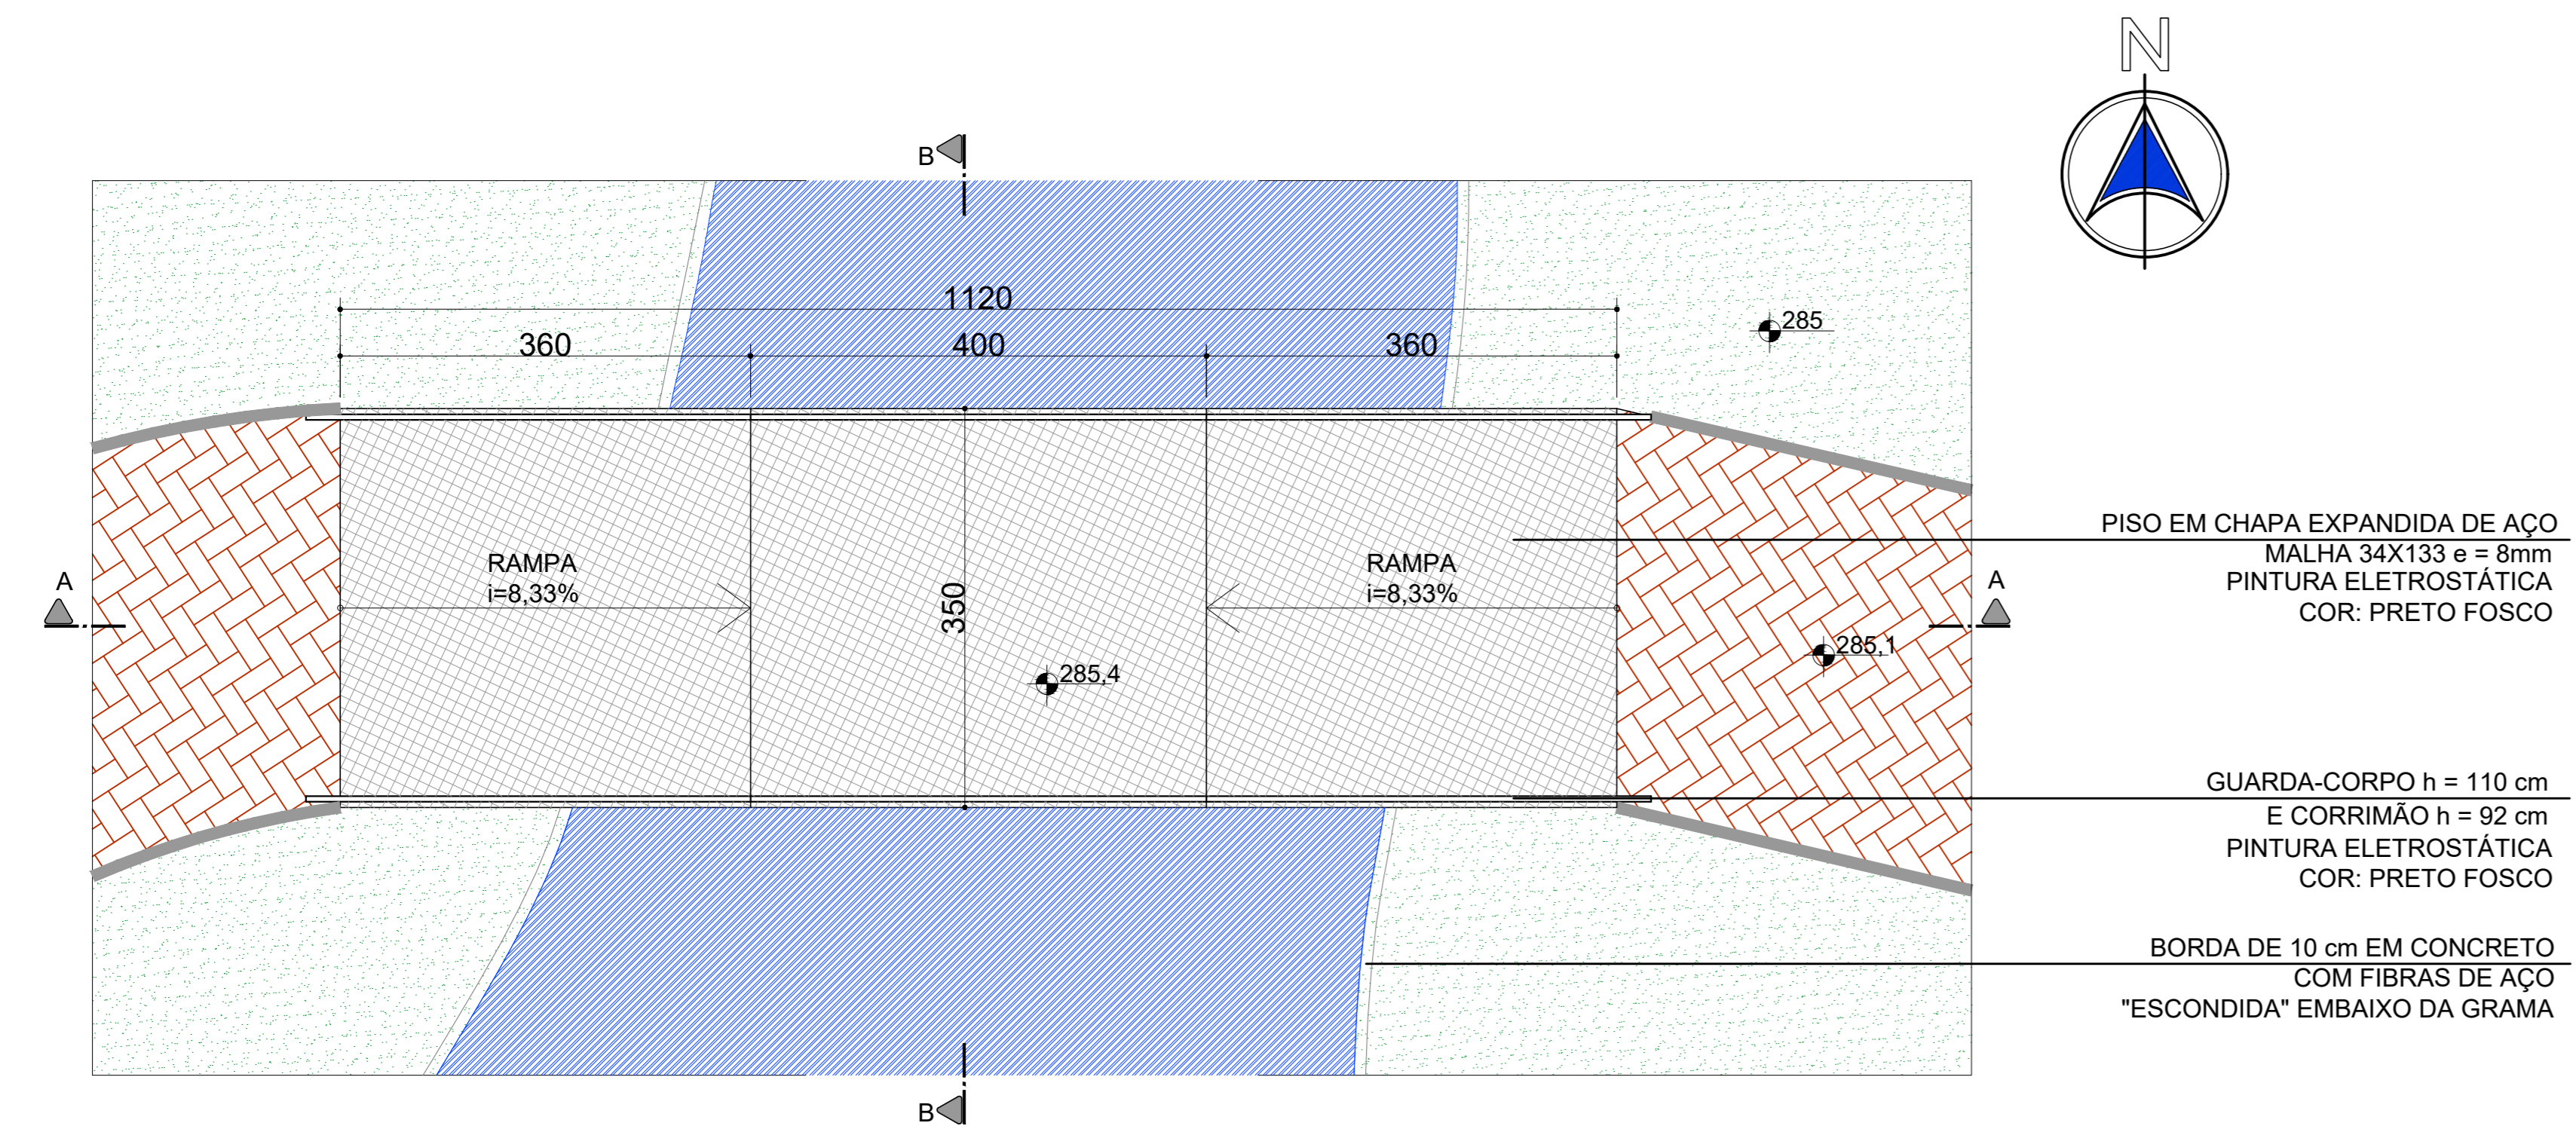 N
B
1120
285
360
400
360
PISO EM CHAPA EXPANDIDA DE AÇO
MALHA 34X133 e = 8mm
PINTURA ELETROSTÁTICA
COR: PRETO FOSCO
RAMPA
i=8,33%
RAMPA
i=8,33%
A
A
350
285,1
285,4
GUARDA-CORPO h = 110 cm
E CORRIMÃO h = 92 cm
PINTURA ELETROSTÁTICA
COR: PRETO FOSCO
BORDA DE 10 cm EM CONCRETO
COM FIBRAS DE AÇO
"ESCONDIDA" EMBAIXO DA GRAMA
B